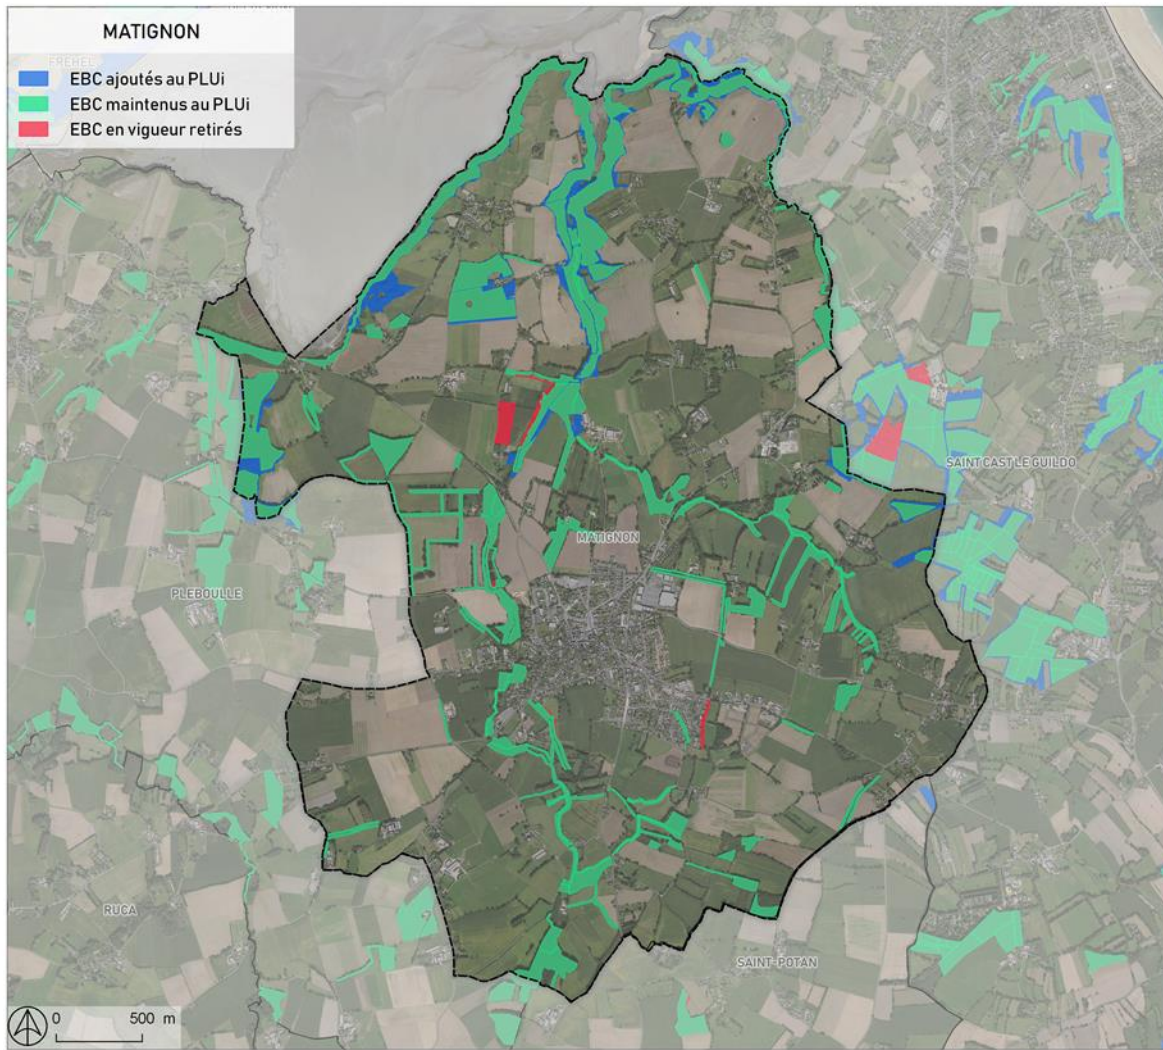 MATIGNON
FREHEL
EBC ajoutés au PLUi
EBC maintenus au PLUi
EBC en vigueur retirés
SAINT CAST LE GUILDO
MATIGNON
PLEBOULLE
RUCA
SAINT-POTAN
0 500 m